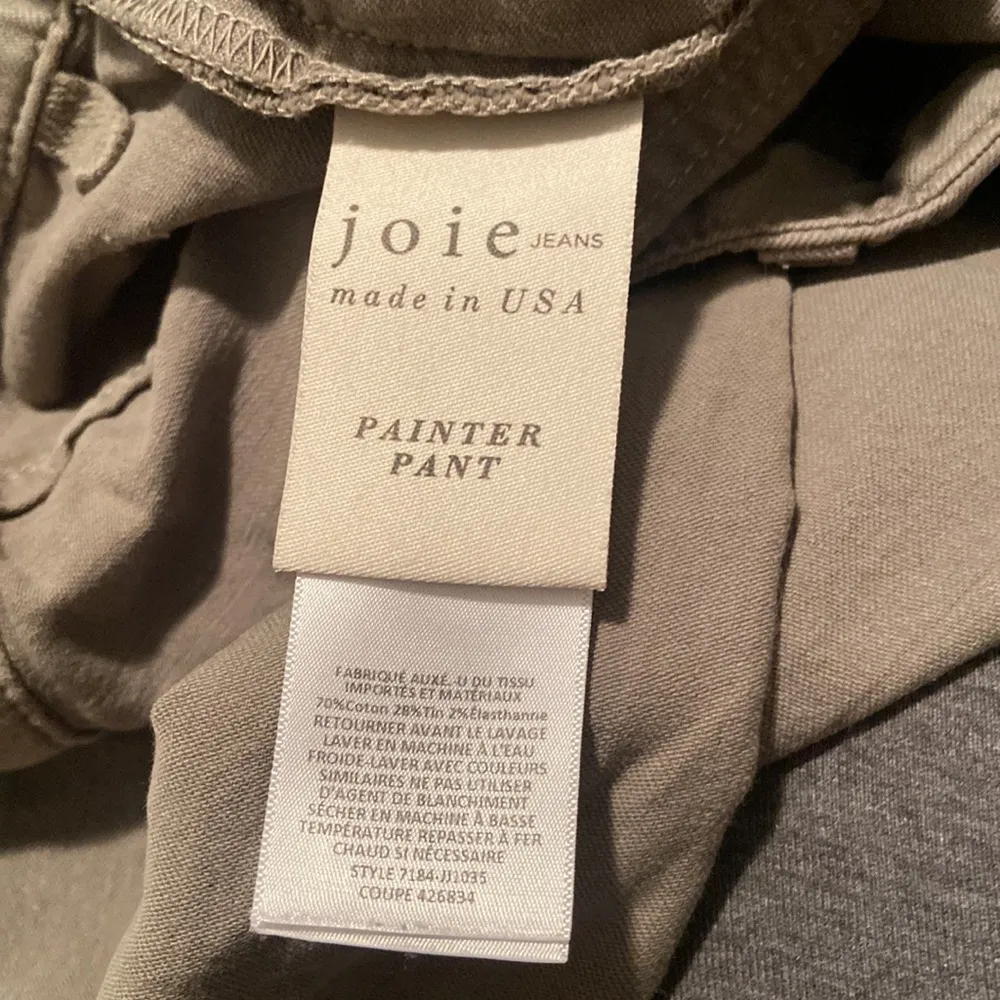 joie JEANS
made in USA
PAINTER
PANT
FABRIQUÉ AUXÉ. U DU TISSU
IMPORTÉS ET MATÉRIAUX
70%Coton 28%Tin 2%Élasthanne
RETOURNER AVANT LE LAVAGE
LAVER EN MACHINE À L'EAU
FROIDE-LAVER AVEC COULEURS
SIMILAIRES NE PAS UTILISER
D'AGENT DE BLANCHIMENT
SÉCHER EN MACHINE À BASSE
TEMPÉRATURE REPASSER À FER
CHAUD SI NÉCESSAIRE
STYLE 7184-JJ1035
COUPE 426834